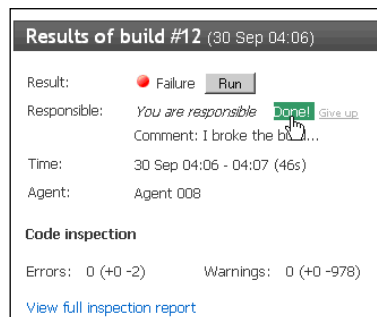 Results of build #12 (30 Sep 04:06)
Result: Failure Run
Responsible: You are responsible Done! Give up
Comment: I broke the ...
Time: 30 Sep 04:06 - 04:07 (46s)
Agent: Agent 008
Code inspection
Errors: 0 (+0 -2) Warnings: 0 (+0 -978)
View full inspection report